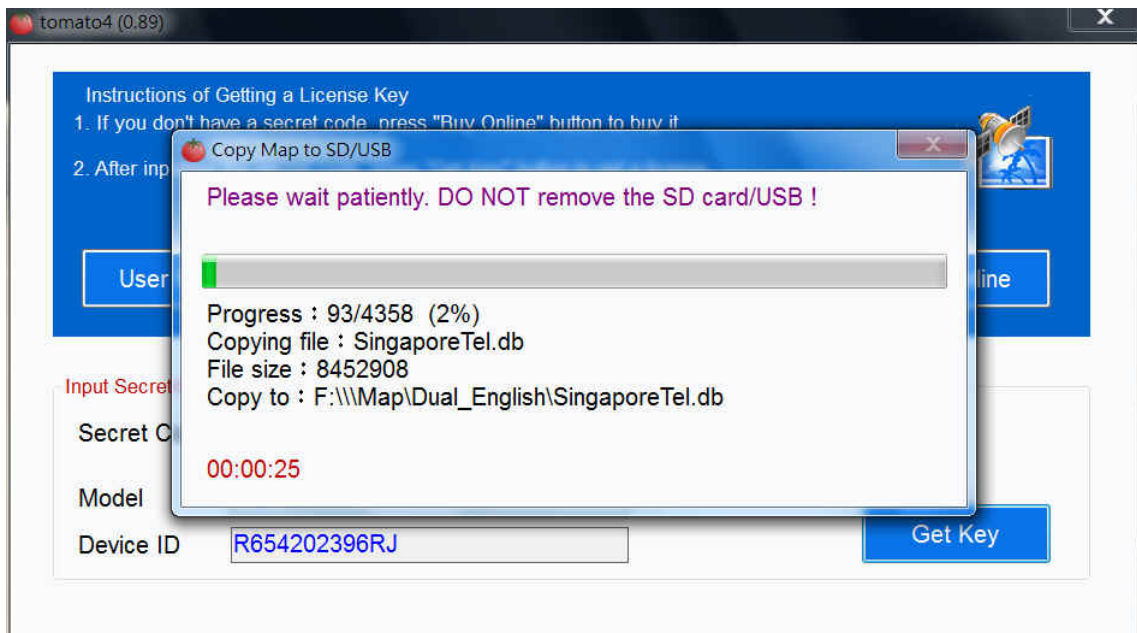 tomato4 (0.89)
X
Instructions of Getting a License Key
1. If you don't have a secret code, press "Buy Online" button to buy it
2. After inp
Copy Map to SD/USB
Please wait patiently. DO NOT remove the SD card/USB !
User
line
Progress：93/4358 (2%)
Copying file：SingaporeTel.db
File size：8452908
Copy to：F:\\\Map\Dual_English\SingaporeTel.db
00:00:25
Input Secret
Secret C
Model
Device ID R654202396RJ
Get Key